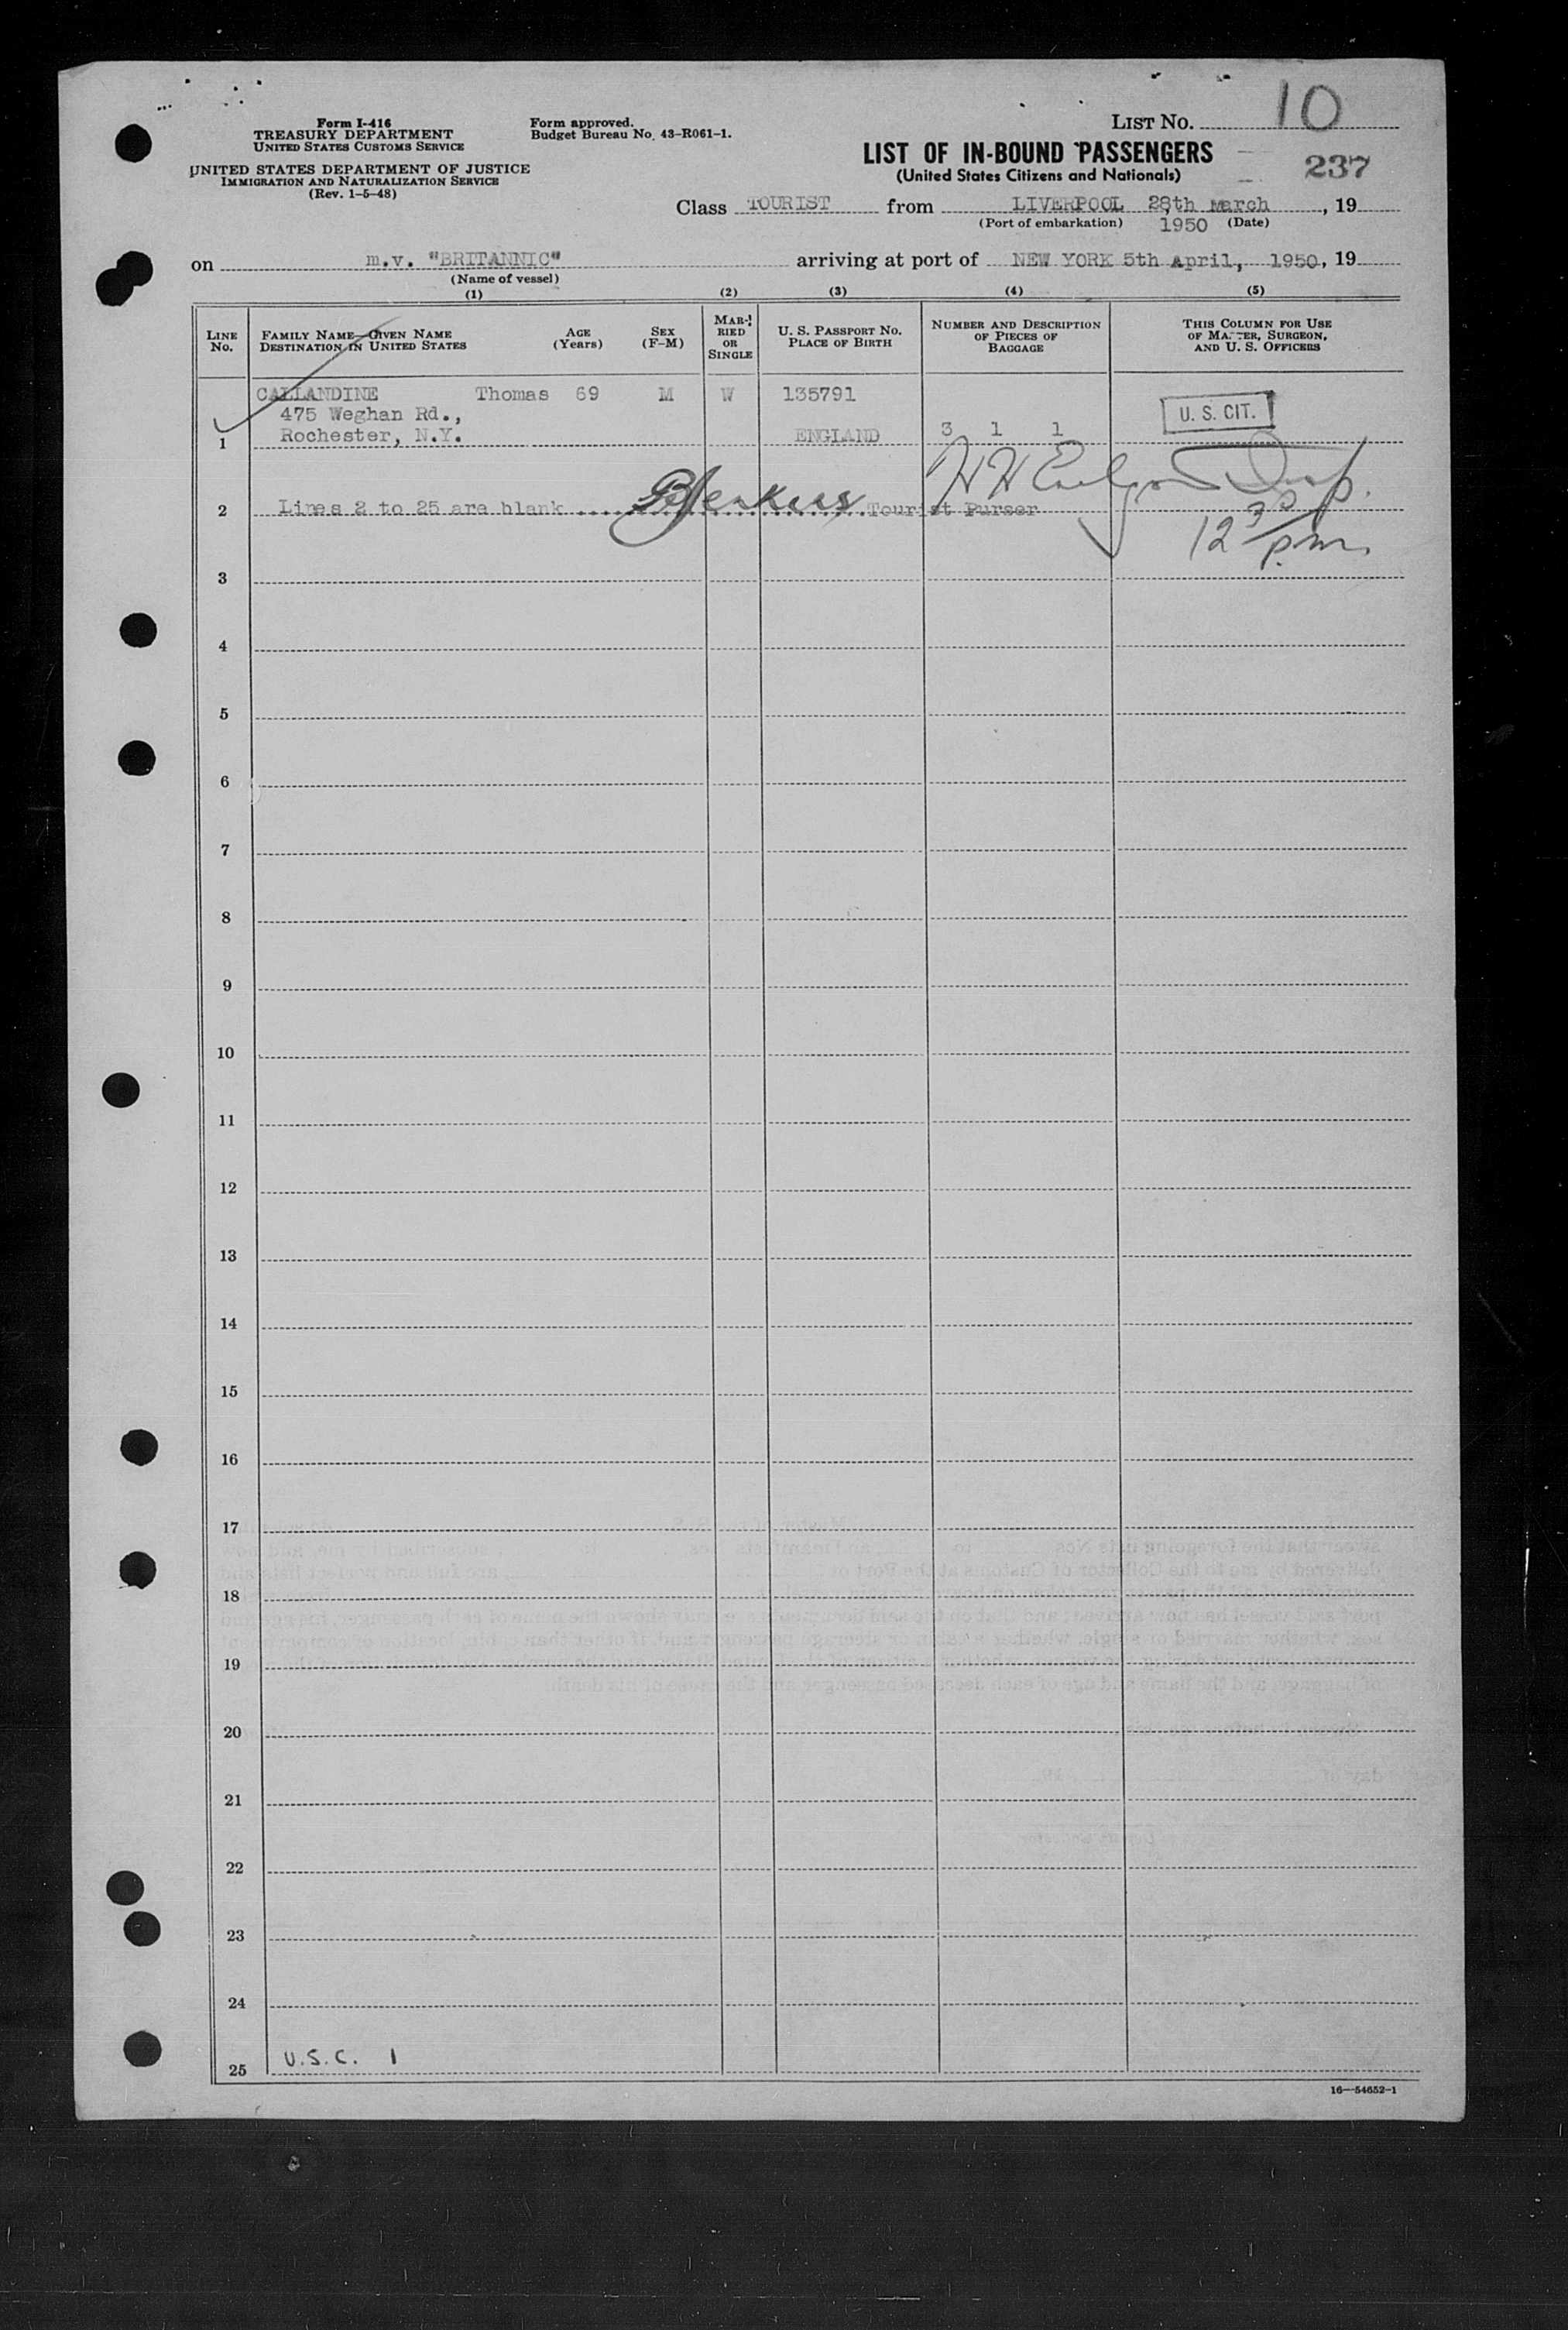 Form I-416
TREASURY DEPARTMENT
UNITED STATES CUSTOMS SERVICE
UNITED STATES DEPARTMENT OF JUSTICE
IMMIGRATION AND NATURALIZATION SERVICE
(Rev. 1-5-48)
Form approved.
Budget Bureau No. 43-R061-1.
LIST NO. 10
LIST OF IN-BOUND PASSENGERS
(United States Citizens and Nationals)
237
Class TOURIST from LIVERPOOL 28th March , 19
(Port of embarkation) 1950 (Date)
on m.v. "BRITANNIC" arriving at port of NEW YORK 5th April, 1950, 19
(Name of vessel)
(1) (2) (3) (4) (5)
LINE NO.
FAMILY NAME—GIVEN NAME
DESTINATION IN UNITED STATES
AGE (Years)
SEX (F-M)
MARRIED OR SINGLE
U. S. PASSPORT NO.
PLACE OF BIRTH
NUMBER AND DESCRIPTION OF PIECES OF BAGGAGE
THIS COLUMN FOR USE OF MASTER, SURGEON, AND U. S. OFFICERS
CALLANDINE Thomas 69 M W 135791
475 Weghan Rd.,
U. S. CIT.
1 Rochester, N.Y. ENGLAND 3 1 1
2 Lines 2 to 25 are blank Tourist Purser
12 30 p.m.
3
4
5
6
7
8
9
10
11
12
13
14
15
16
17
18
19
20
21
22
23
24
25 U.S.C. 1
16—54652-1